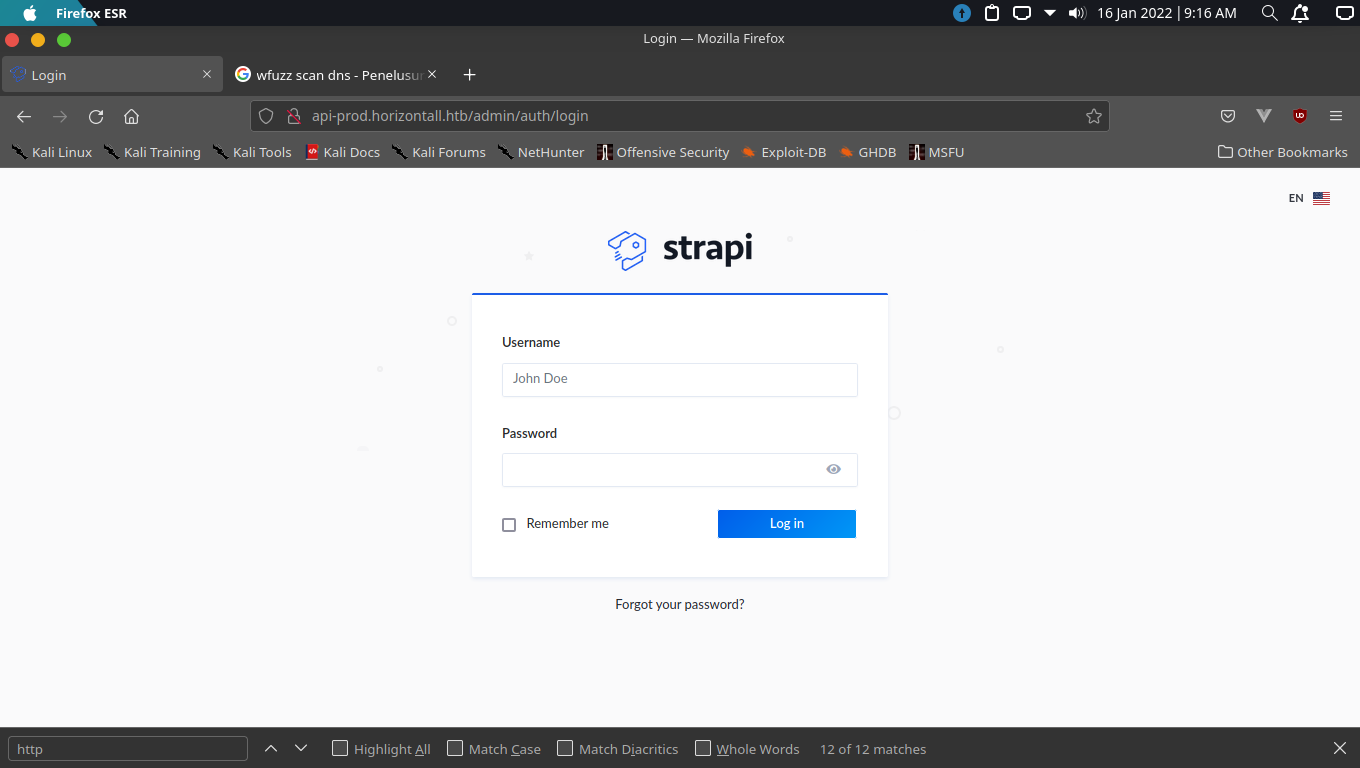 Firefox ESR
16 Jan 2022 | 9:16 AM
Login — Mozilla Firefox
Login
wfuzz scan dns - Penelusu
api-prod.horizontall.htb/admin/auth/login
Kali Linux Kali Training Kali Tools Kali Docs Kali Forums NetHunter Offensive Security Exploit-DB GHDB MSFU Other Bookmarks
EN
strapi
Username
John Doe
Password
Remember me
Log in
Forgot your password?
http Highlight All Match Case Match Diacritics Whole Words 12 of 12 matches